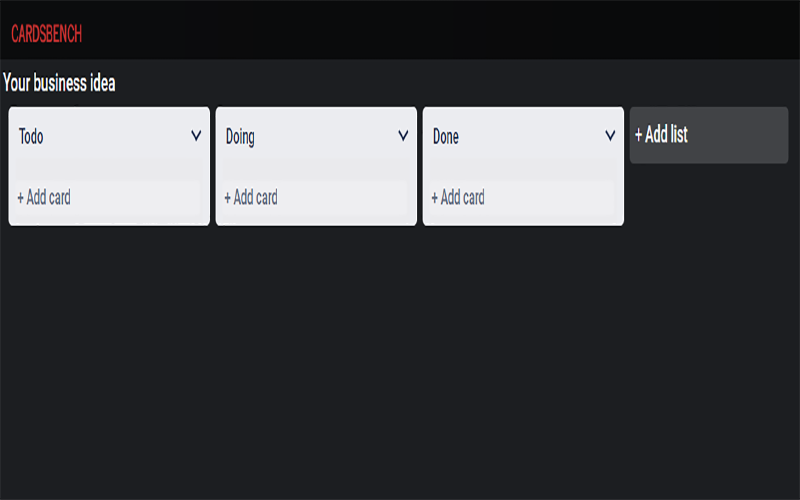 CARDSBENCH
Your business idea
Todo
Doing
Done
+ Add list
+ Add card
+ Add card
+ Add card